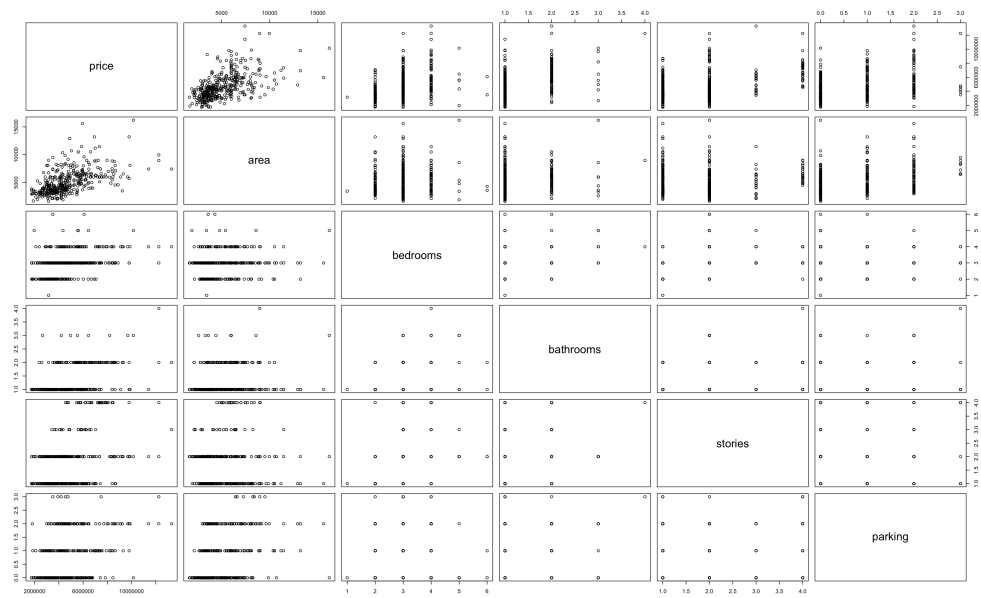 5000 10000 15000 1.0 1.5 2.0 2.5 3.0 3.5 4.0 0.0 0.5 1.0 1.5 2.0 2.5 3.0
price
2000000 6000000 10000000
5000 10000 15000
area
bedrooms
1 2 3 4 5 6
1.0 1.5 2.0 2.5 3.0 3.5 4.0
bathrooms
stories
1.0 1.5 2.0 2.5 3.0 3.5 4.0
0.0 0.5 1.0 1.5 2.0 2.5 3.0
parking
2000000 6000000 10000000 1 2 3 4 5 6 1.0 1.5 2.0 2.5 3.0 3.5 4.0